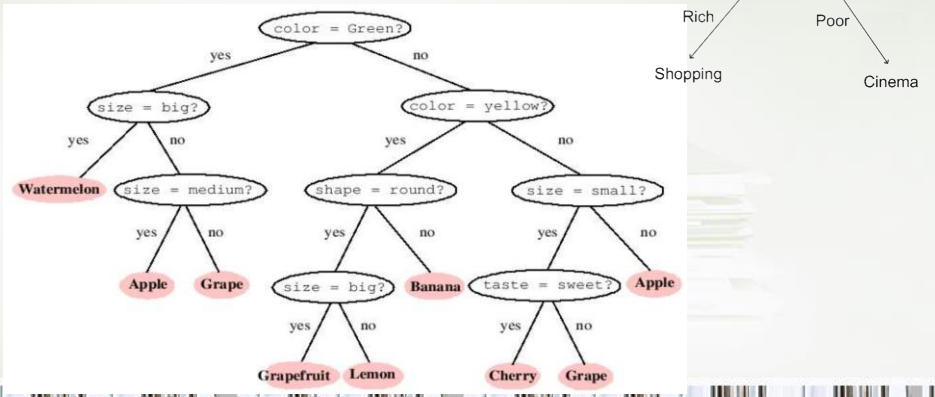 color = Green?
yes
no
size = big?
color = yellow?
yes
no
yes
no
Watermelon
size = medium?
shape = round?
size = small?
yes
no
yes
no
yes
no
Apple
Grape
size = big?
Banana
taste = sweet?
Apple
yes
no
yes
no
Grapefruit
Lemon
Cherry
Grape
Rich
Poor
Shopping
Cinema